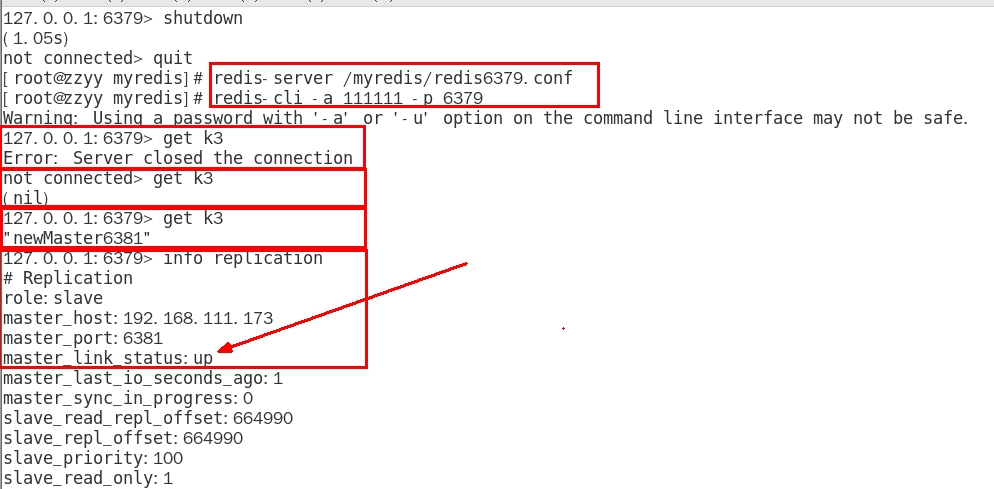 127.0.0.1:6379> shutdown
(1.05s)
not connected> quit
[root@zzyy myredis]# redis-server /myredis/redis6379.conf
[root@zzyy myredis]# redis-cli -a 111111 -p 6379
Warning: Using a password with '-a' or '-u' option on the command line interface may not be safe.
127.0.0.1:6379> get k3
Error: Server closed the connection
not connected> get k3
(nil)
127.0.0.1:6379> get k3
"newMaster6381"
127.0.0.1:6379> info replication
# Replication
role:slave
master_host:192.168.111.173
master_port:6381
master_link_status:up
master_last_io_seconds_ago:1
master_sync_in_progress:0
slave_read_repl_offset:664990
slave_repl_offset:664990
slave_priority:100
slave_read_only:1